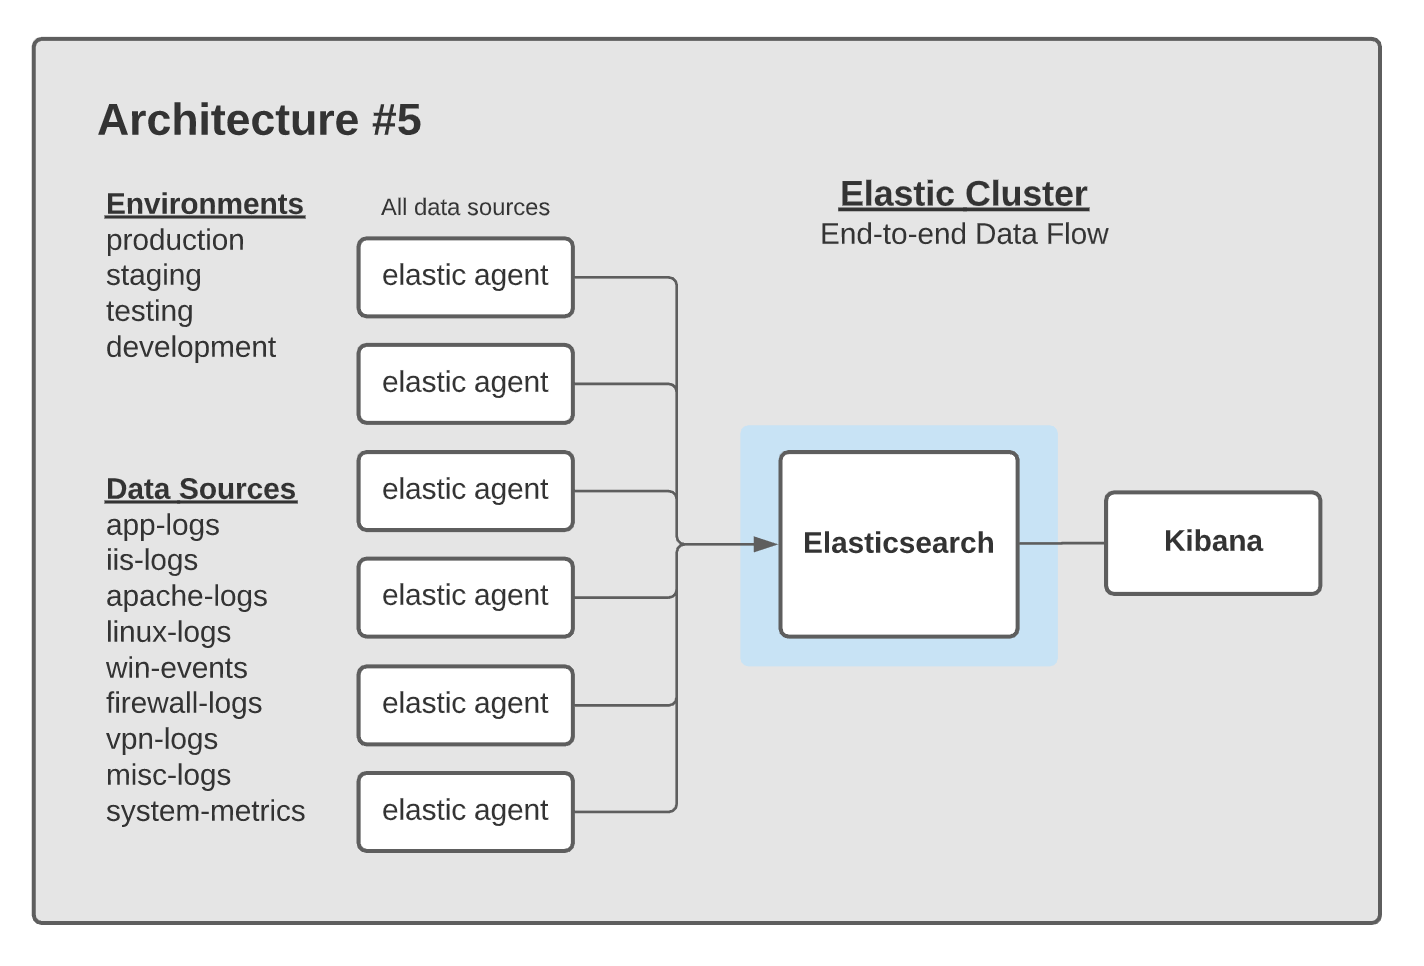 Architecture #5
Environments
production
staging
testing
development
Data Sources
app-logs
iis-logs
apache-logs
linux-logs
win-events
firewall-logs
vpn-logs
misc-logs
system-metrics
All data sources
elastic agent
elastic agent
elastic agent
elastic agent
elastic agent
elastic agent
Elastic Cluster
End-to-end Data Flow
Elasticsearch
Kibana